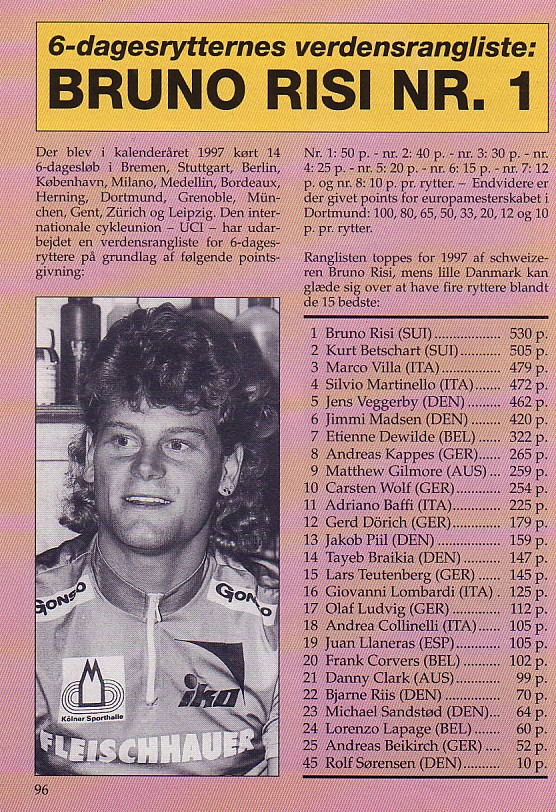 6-dagesrytternes verdensrangliste:
BRUNO RISI NR. 1
Der blev i kalenderåret 1997 kørt 14
6-dagesløb i Bremen, Stuttgart, Berlin,
København, Milano, Medellin, Bordeaux,
Herning, Dortmund, Grenoble, Mün-
chen, Gent, Zürich og Leipzig. Den inter-
nationale cykleunion – UCI – har udar-
bejdet en verdensrangliste for 6-dages-
ryttere på grundlag af følgende points-
givning:
Nr. 1: 50 p. - nr. 2: 40 p. - nr. 3: 30 p. - nr.
4: 25 p. - nr. 5: 20 p. - nr. 6: 15 p. - nr. 7: 12
p. og nr. 8: 10 p. pr. rytter. – Endvidere er
der givet points for europamesterskabet i
Dortmund: 100, 80, 65, 50, 33, 20, 12 og 10
p. pr. rytter.
Ranglisten toppes for 1997 af schweize-
ren Bruno Risi, mens lille Danmark kan
glæde sig over at have fire ryttere blandt
de 15 bedste:
1 Bruno Risi (SUI).................. 530 p.
2 Kurt Betschart (SUI)........... 505 p.
3 Marco Villa (ITA)................ 479 p.
4 Silvio Martinello (ITA)....... 472 p.
5 Jens Veggerby (DEN)......... 462 p.
6 Jimmi Madsen (DEN)........ 420 p.
7 Etienne Dewilde (BEL)....... 322 p.
8 Andreas Kappes (GER)...... 265 p.
9 Matthew Gilmore (AUS) ... 259 p.
10 Carsten Wolf (GER)............ 254 p.
11 Adriano Baffi (ITA)............ 225 p.
12 Gerd Dörich (GER)............. 179 p.
13 Jakob Piil (DEN)................. 159 p.
14 Tayeb Braikia (DEN).......... 147 p.
15 Lars Teutenberg (GER) ...... 145 p.
16 Giovanni Lombardi (ITA) . 125 p.
17 Olaf Ludvig (GER).............. 112 p.
18 Andrea Collinelli (ITA)...... 105 p.
19 Juan Llaneras (ESP)............ 105 p.
20 Frank Corvers (BEL).......... 102 p.
21 Danny Clark (AUS)............ 99 p.
22 Bjarne Riis (DEN)............... 70 p.
23 Michael Sandstød (DEN)... 64 p.
24 Lorenzo Lapage (BEL)....... 60 p.
25 Andreas Beikirch (GER) .... 52 p.
45 Rolf Sørensen (DEN).......... 10 p.
GONSO
GONSO
iko
Kölner Sporthalle
FLEISCHHAUER
96